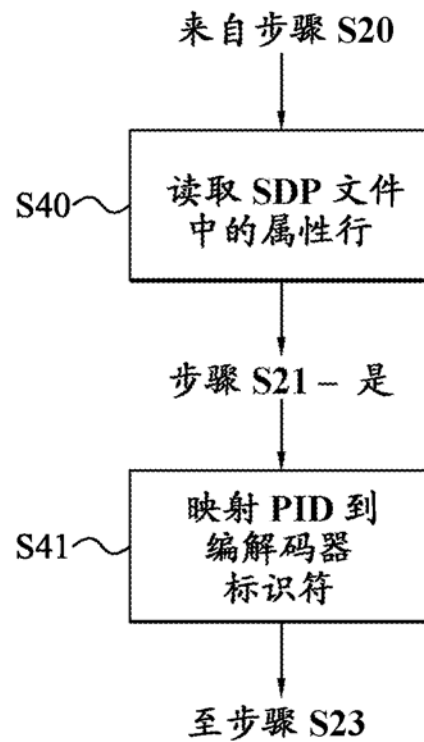 来自步骤 S20
S40
读取 SDP 文件
中的属性行
步骤 S21 – 是
S41
映射 PID 到
编解码器
标识符
至步骤 S23